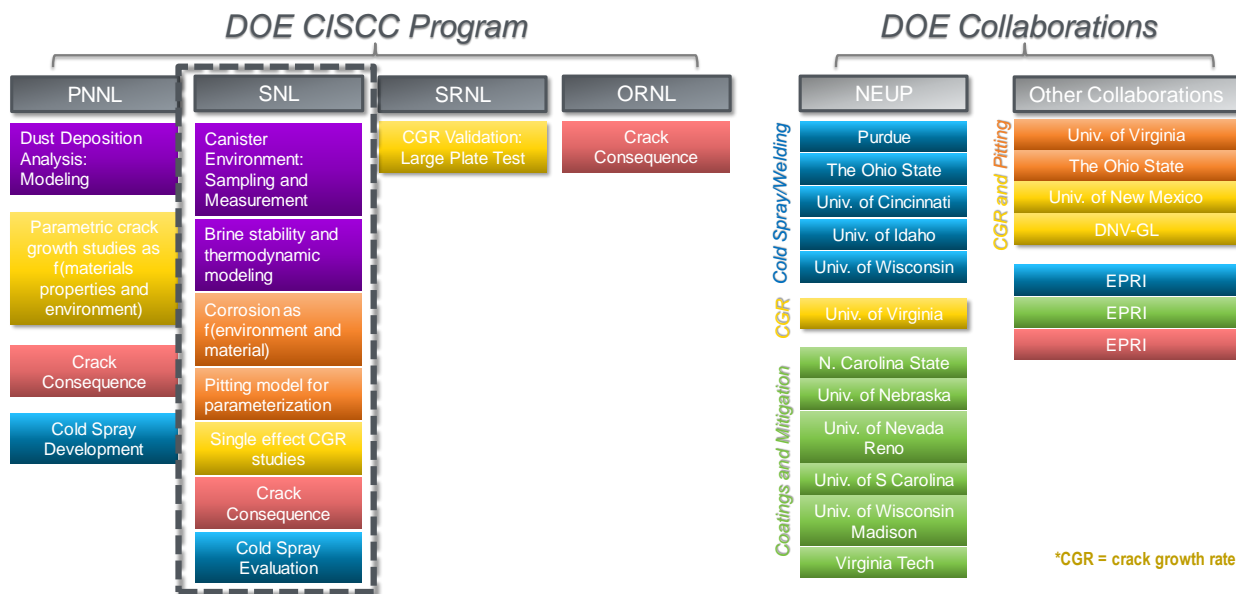 DOE CISCC Program
PNNL
Dust Deposition
Analysis:
Modeling
Parametric crack
growth studies as
f(materials
properties and
environment)
Crack
Consequence
Cold Spray
Development
SNL
Canister
Environment:
Sampling and
Measurement
Brine stability and
thermodynamic
modeling
Corrosion as
f(environment and
material)
Pitting model for
parameterization
Single effect CGR
studies
Crack
Consequence
Cold Spray
Evaluation
SRNL
CGR Validation:
Large Plate Test
ORNL
Crack
Consequence
DOE Collaborations
NEUP
Cold Spray/Welding
Purdue
The Ohio State
Univ. of Cincinnati
Univ. of Idaho
Univ. of Wisconsin
CGR
Univ. of Virginia
Coatings and Mitigation
N. Carolina State
Univ. of Nebraska
Univ. of Nevada
Reno
Univ. of S Carolina
Univ. of Wisconsin
Madison
Virginia Tech
Other Collaborations
CGR and Pitting
Univ. of Virginia
The Ohio State
Univ. of New Mexico
DNV-GL
EPRI
EPRI
EPRI
*CGR = crack growth rate